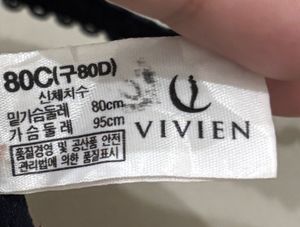 80C(구80D)
신체치수
밑가슴둘레 80cm
가슴둘레 95cm
품질경영 및 공산품 안전
관리법에 의한 품질표시
VIVIEN